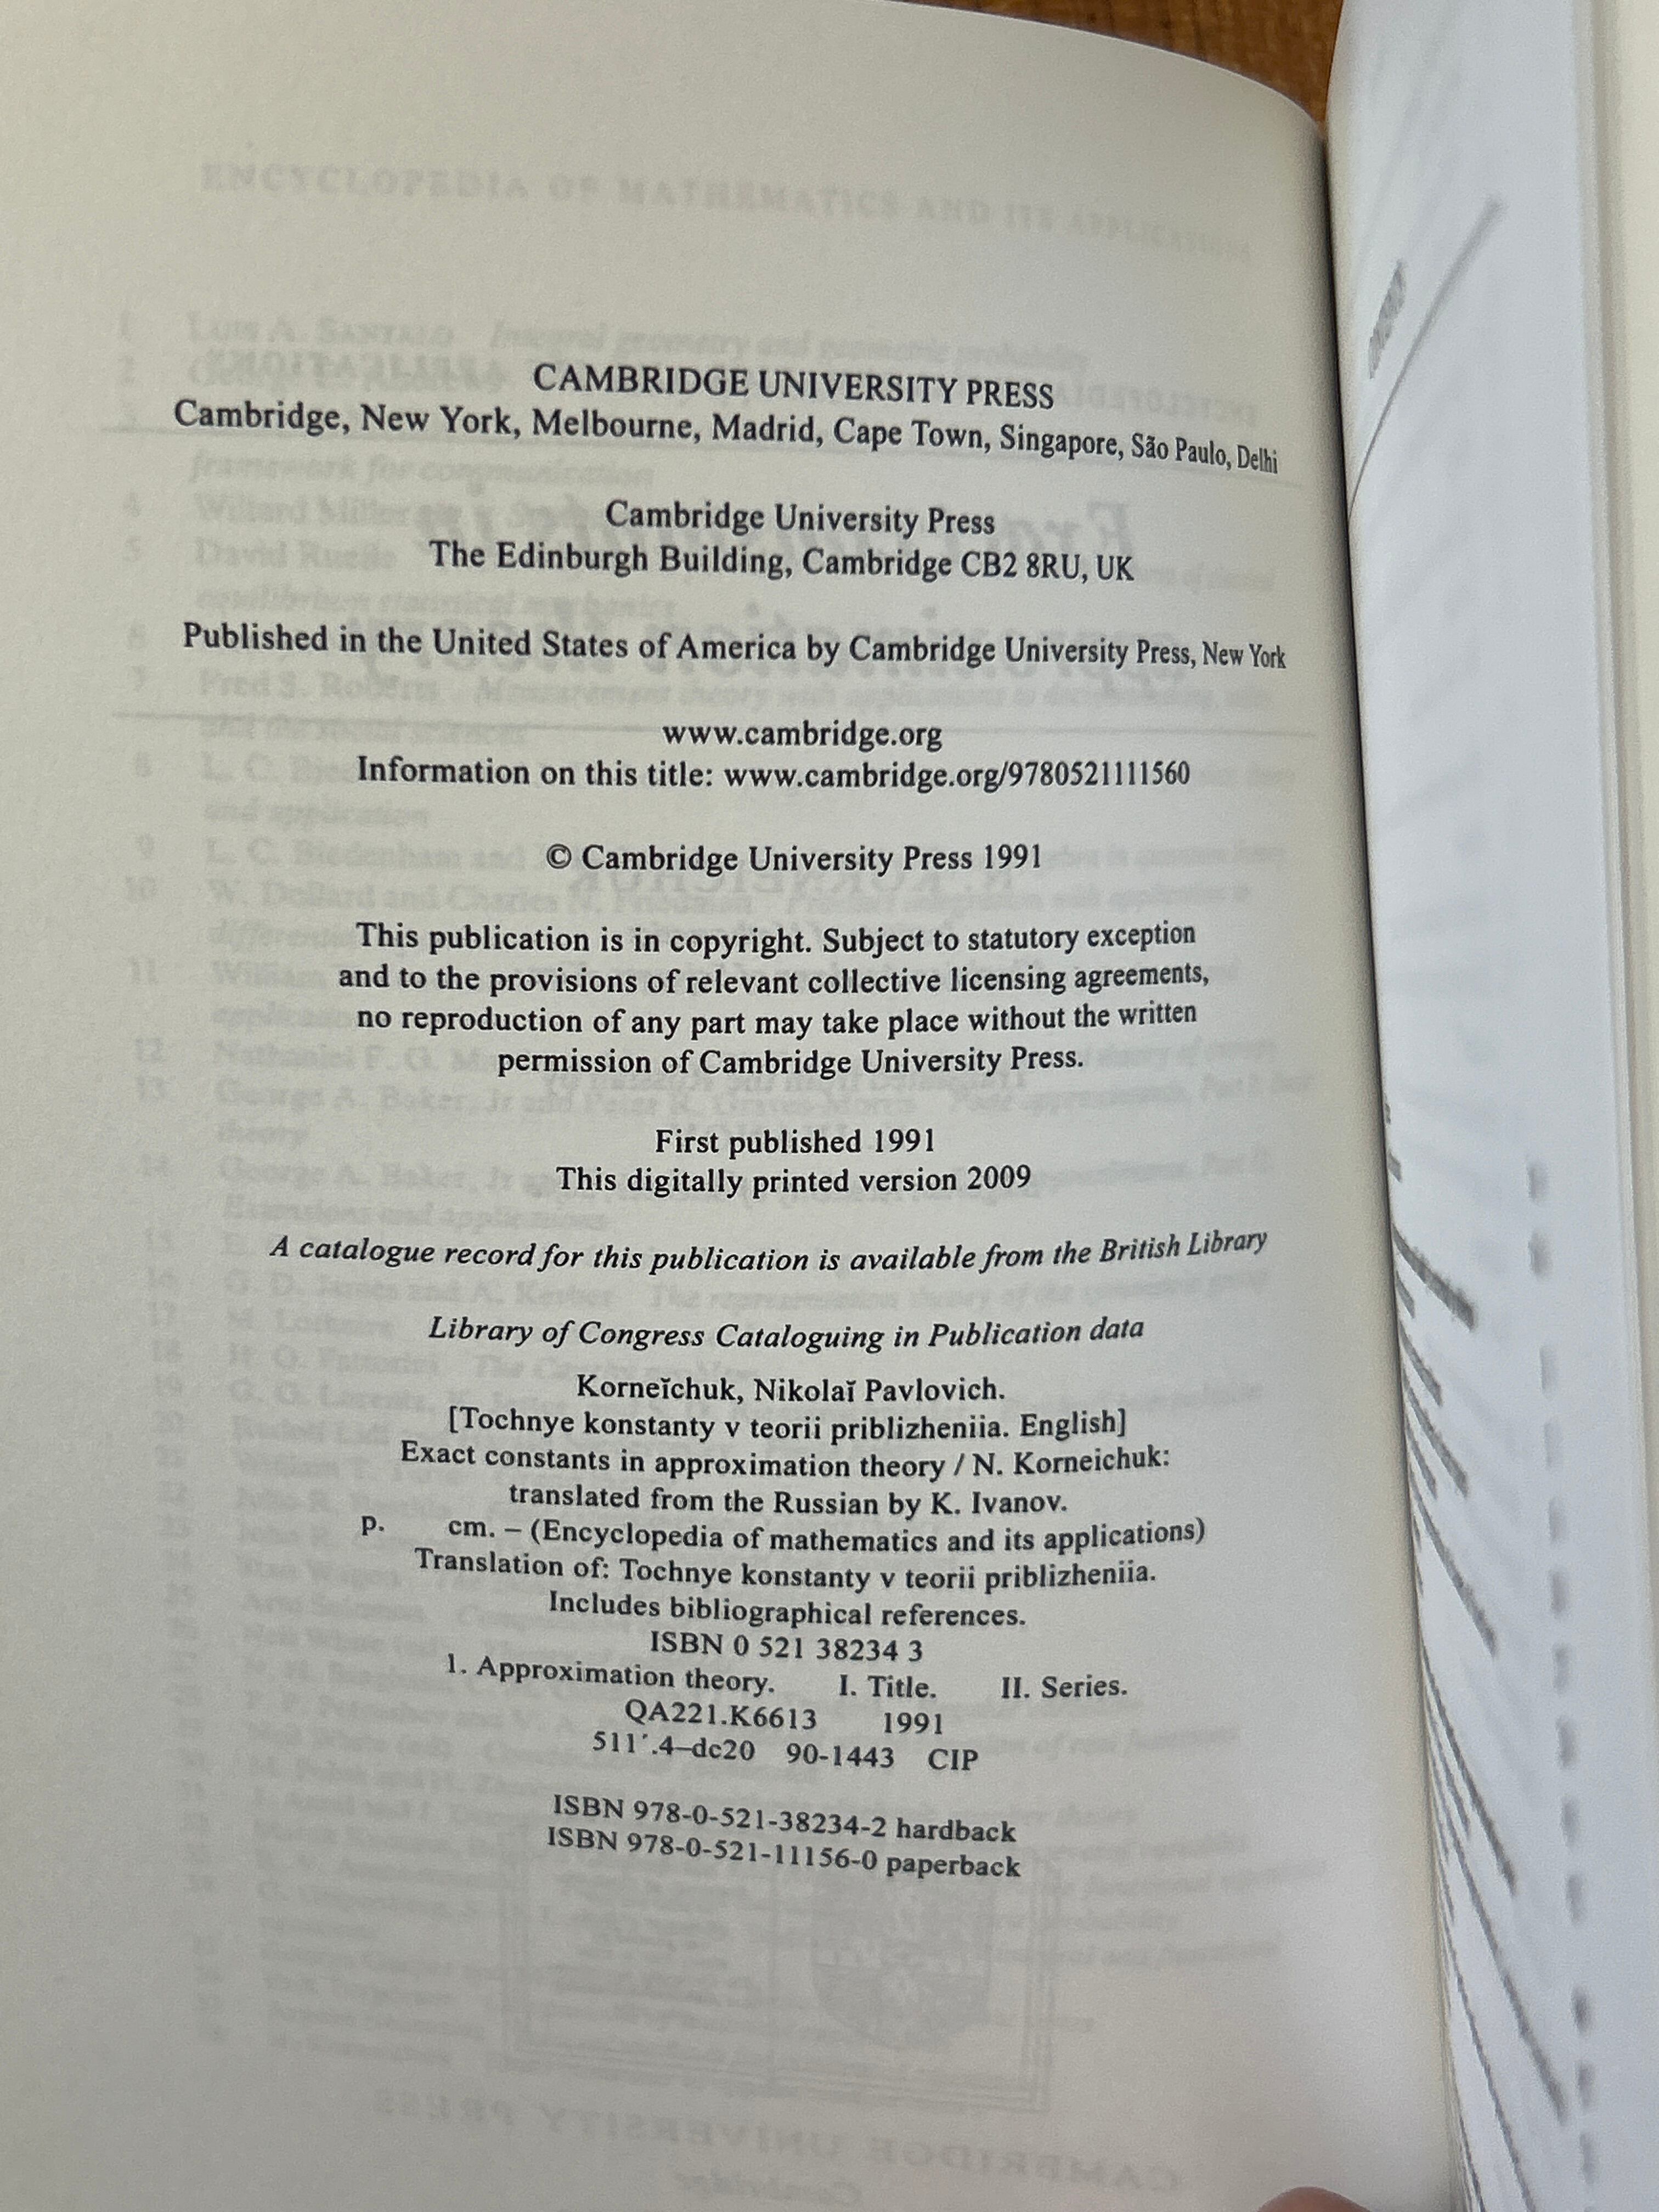 CAMBRIDGE UNIVERSITY PRESS
Cambridge, New York, Melbourne, Madrid, Cape Town, Singapore, São Paulo, Delhi
Cambridge University Press
The Edinburgh Building, Cambridge CB2 8RU, UK
Published in the United States of America by Cambridge University Press, New York
www.cambridge.org
Information on this title: www.cambridge.org/9780521111560
© Cambridge University Press 1991
This publication is in copyright. Subject to statutory exception
and to the provisions of relevant collective licensing agreements,
no reproduction of any part may take place without the written
permission of Cambridge University Press.
First published 1991
This digitally printed version 2009
A catalogue record for this publication is available from the British Library
Library of Congress Cataloguing in Publication data
Korneĭchuk, Nikolaĭ Pavlovich.
[Tochnye konstanty v teorii priblizheniia. English]
Exact constants in approximation theory / N. Korneichuk:
translated from the Russian by K. Ivanov.
p. cm. – (Encyclopedia of mathematics and its applications)
Translation of: Tochnye konstanty v teorii priblizheniia.
Includes bibliographical references.
ISBN 0 521 38234 3
1. Approximation theory. I. Title. II. Series.
QA221.K6613 1991
511′.4–dc20 90-1443 CIP
ISBN 978-0-521-38234-2 hardback
ISBN 978-0-521-11156-0 paperback